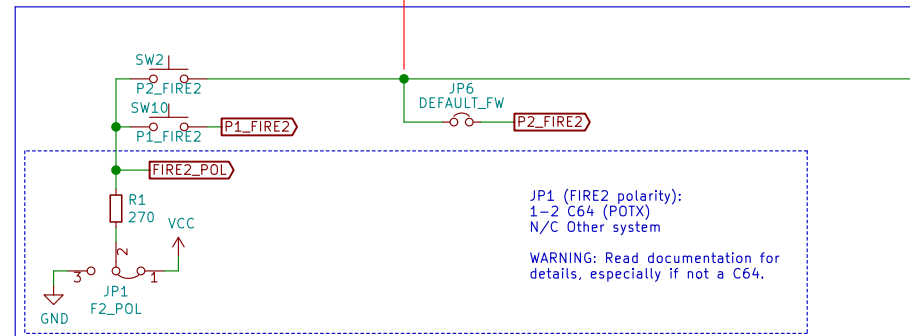 SW2
P2_FIRE2
SW10
P1_FIRE2
P1_FIRE2
JP6
DEFAULT_FW
P2_FIRE2
FIRE2_POL
R1
270
VCC
2
3
1
JP1
F2_POL
GND
JP1 (FIRE2 polarity):
1-2 C64 (POTX)
N/C Other system
WARNING: Read documentation for
details, especially if not a C64.